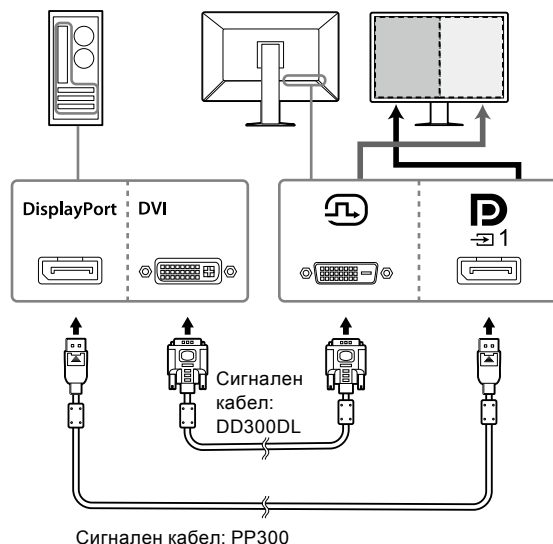 DisplayPort DVI
1
Сигнален
кабел:
DD300DL
Сигнален кабел: PP300